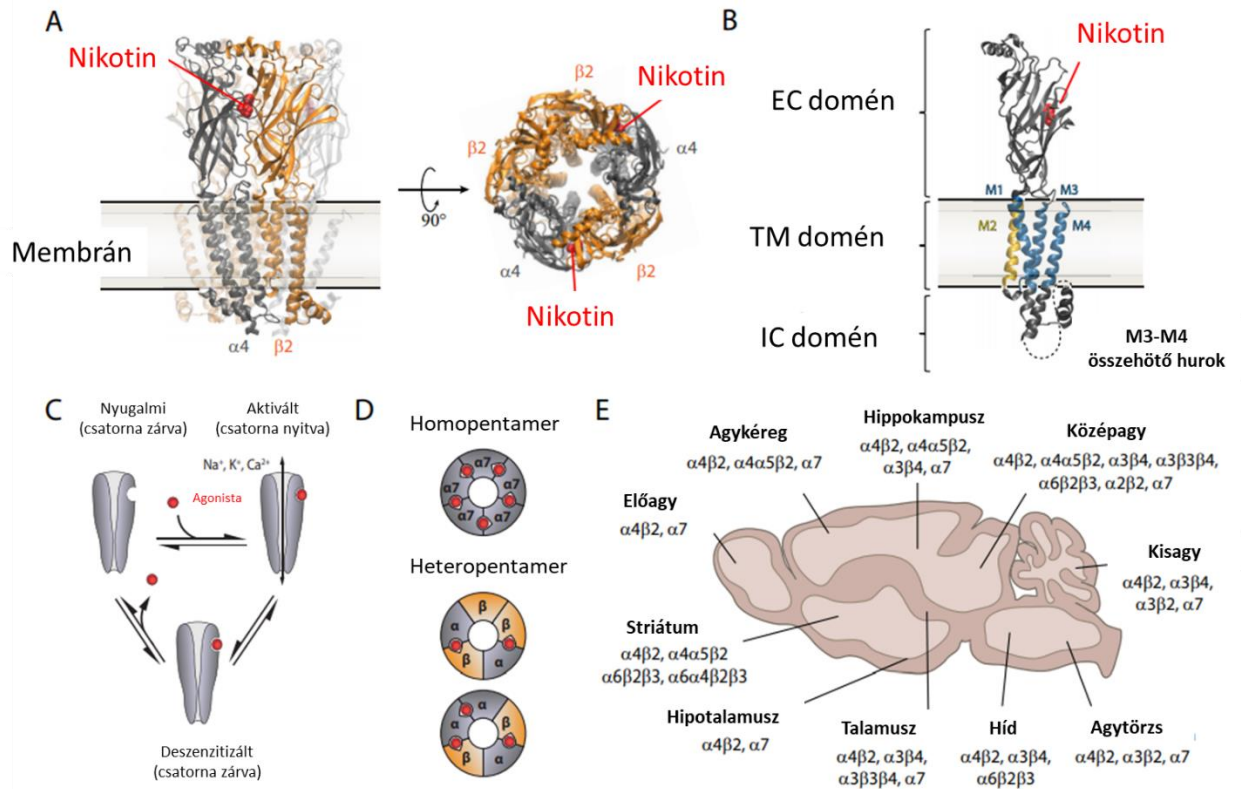 A
Nikotin
Membrán
α4
β2
90°
β2
Nikotin
β2
α4
α4
β2
Nikotin
B
Nikotin
EC domén
M1
M3
M2
M4
TM domén
IC domén
M3-M4
összehötő hurok
C
Nyugalmi
(csatorna zárva)
Aktivált
(csatorna nyitva)
Na⁺, K⁺, Ca²⁺
Agonista
Deszenzitizált
(csatorna zárva)
D
Homopentamer
α7
α7
α7
α7
α7
Heteropentamer
β
α
β
β
α
α
α
β
β
α
E
Agykéreg
α4β2, α4α5β2, α7
Hippokampusz
α4β2, α4α5β2,
α3β4, α7
Középagy
α4β2, α4α5β2, α3β4, α3β3β4,
α6β2β3, α2β2, α7
Előagy
α4β2, α7
Kisagy
α4β2, α3β4,
α3β2, α7
Striátum
α4β2, α4α5β2
α6β2β3, α6α4β2β3
Hipotalamusz
α4β2, α7
Talamusz
α4β2, α3β4,
α3β3β4, α7
Híd
α4β2, α3β4,
α6β2β3
Agytörzs
α4β2, α3β2, α7